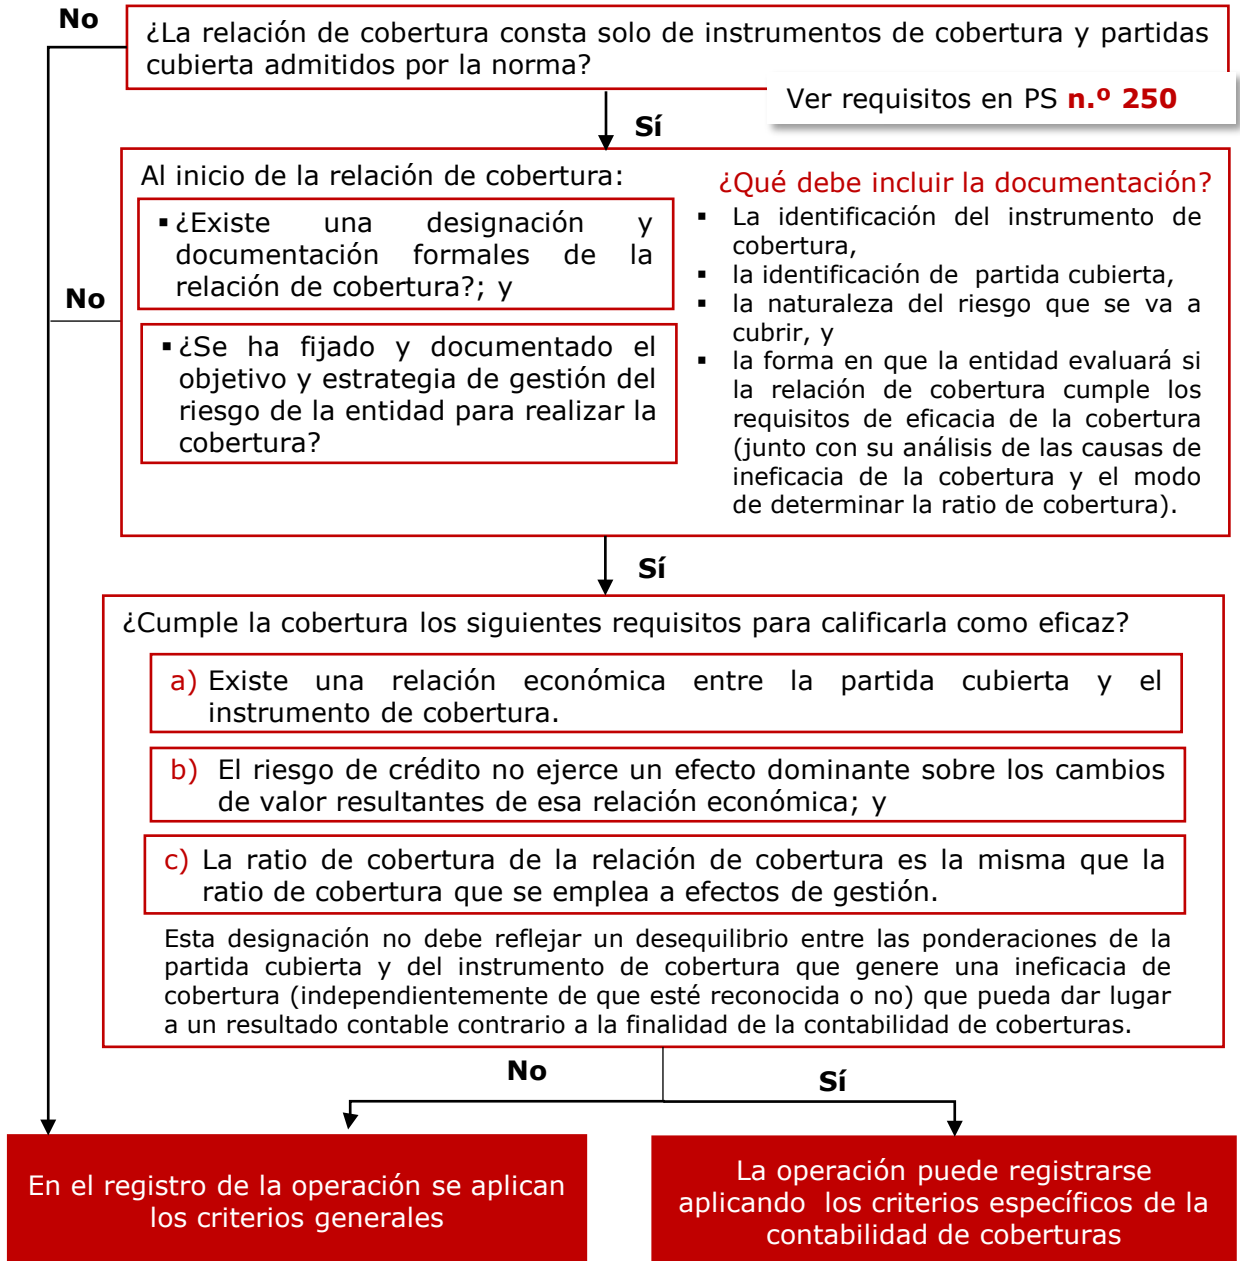 No
¿La relación de cobertura consta solo de instrumentos de cobertura y partidas
cubierta admitidos por la norma?
Ver requisitos en PS n.º 250
Sí
Al inicio de la relación de cobertura:
▪ ¿Existe una designación y
documentación formales de la
relación de cobertura?; y
▪ ¿Se ha fijado y documentado el
objetivo y estrategia de gestión del
riesgo de la entidad para realizar la
cobertura?
¿Qué debe incluir la documentación?
▪ La identificación del instrumento de
cobertura,
▪ la identificación de partida cubierta,
▪ la naturaleza del riesgo que se va a
cubrir, y
▪ la forma en que la entidad evaluará si
la relación de cobertura cumple los
requisitos de eficacia de la cobertura
(junto con su análisis de las causas de
ineficacia de la cobertura y el modo
de determinar la ratio de cobertura).
No
Sí
¿Cumple la cobertura los siguientes requisitos para calificarla como eficaz?
a) Existe una relación económica entre la partida cubierta y el
instrumento de cobertura.
b) El riesgo de crédito no ejerce un efecto dominante sobre los cambios
de valor resultantes de esa relación económica; y
c) La ratio de cobertura de la relación de cobertura es la misma que la
ratio de cobertura que se emplea a efectos de gestión.
Esta designación no debe reflejar un desequilibrio entre las ponderaciones de la
partida cubierta y del instrumento de cobertura que genere una ineficacia de
cobertura (independientemente de que esté reconocida o no) que pueda dar lugar
a un resultado contable contrario a la finalidad de la contabilidad de coberturas.
No
Sí
En el registro de la operación se aplican
los criterios generales
La operación puede registrarse
aplicando los criterios específicos de la
contabilidad de coberturas